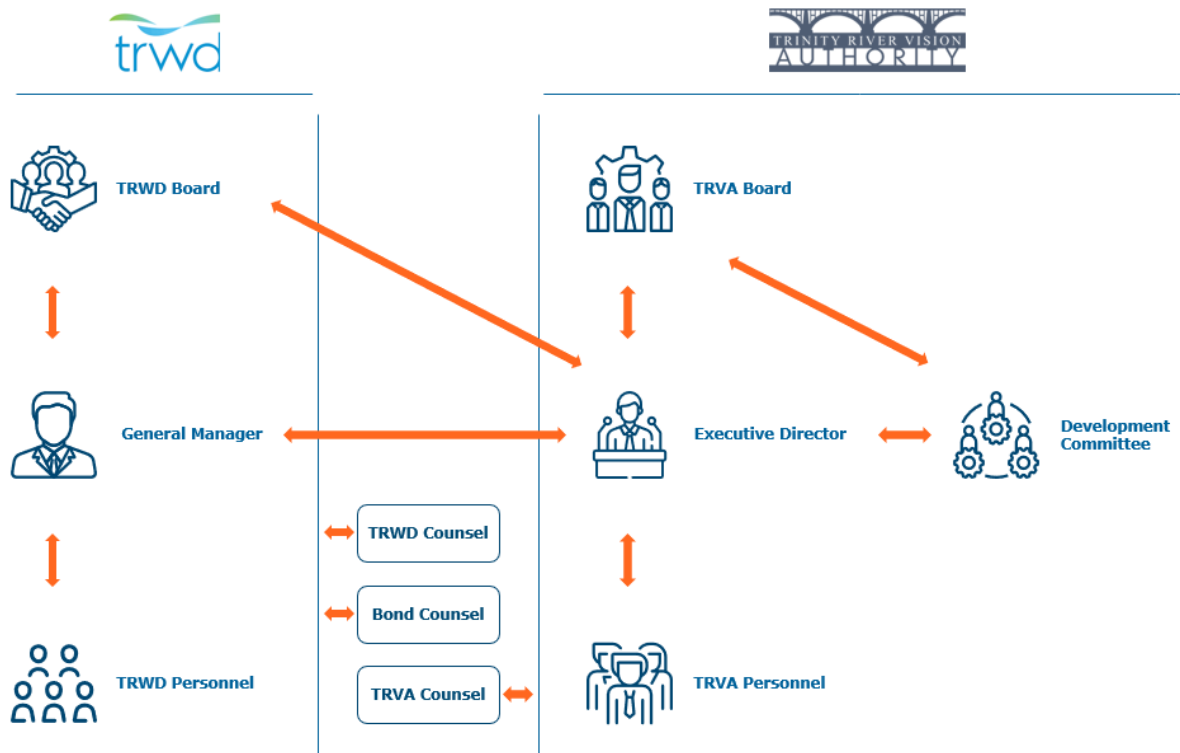 trwd
TRINITY RIVER VISION
AUTHORITY
TRWD Board
TRVA Board
General Manager
Executive Director
Development
Committee
TRWD Counsel
Bond Counsel
TRWD Personnel
TRVA Counsel
TRVA Personnel